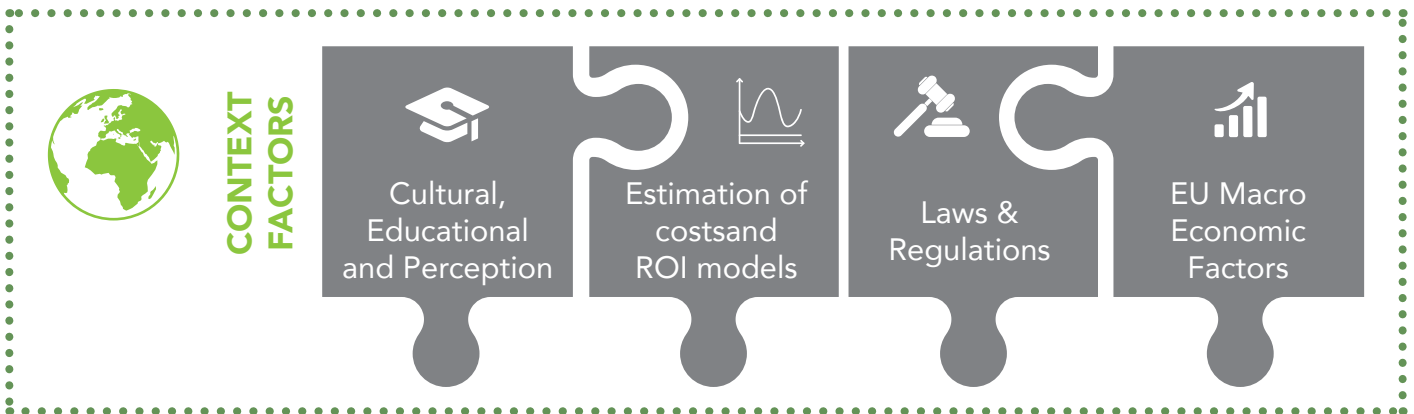 CONTEXT
FACTORS
Cultural,
Educational
and Perception
Estimation of
costsand
ROI models
Laws &
Regulations
EU Macro
Economic
Factors